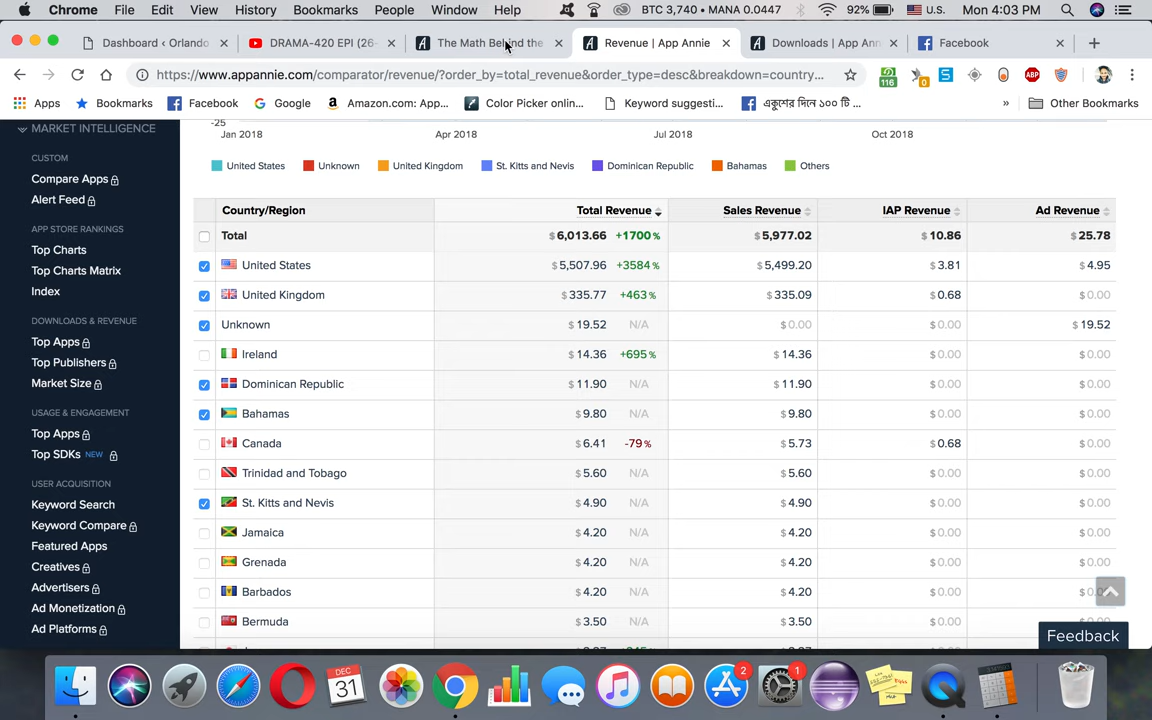 Chrome File Edit View History Bookmarks People Window Help BTC 3,740 • MANA 0.0447 92% U.S. Mon 4:03 PM
Dashboard ‹ Orlando × DRAMA-420 EPI (26- × The Math Behind the × Revenue | App Annie × Downloads | App Ann × Facebook × +
https://www.appannie.com/comparator/revenue/?order_by=total_revenue&order_type=desc&breakdown=country... 116 0 S ABP
Apps Bookmarks Facebook Google Amazon.com: App... Color Picker onlin... Keyword suggesti... একুশের দিনে ১০০ টি ... » Other Bookmarks
-25
Jan 2018 Apr 2018 Jul 2018 Oct 2018
United States Unknown United Kingdom St. Kitts and Nevis Dominican Republic Bahamas Others
MARKET INTELLIGENCE
CUSTOM
Compare Apps
Alert Feed
APP STORE RANKINGS
Top Charts
Top Charts Matrix
Index
DOWNLOADS & REVENUE
Top Apps
Top Publishers
Market Size
USAGE & ENGAGEMENT
Top Apps
Top SDKs NEW
USER ACQUISITION
Keyword Search
Keyword Compare
Featured Apps
Creatives
Advertisers
Ad Monetization
Ad Platforms
Country/Region Total Revenue Sales Revenue IAP Revenue Ad Revenue
Total $6,013.66 +1700% $5,977.02 $10.86 $25.78
United States $5,507.96 +3584% $5,499.20 $3.81 $4.95
United Kingdom $335.77 +463% $335.09 $0.68 $0.00
Unknown $19.52 N/A $0.00 $0.00 $19.52
Ireland $14.36 +695% $14.36 $0.00 $0.00
Dominican Republic $11.90 N/A $11.90 $0.00 $0.00
Bahamas $9.80 N/A $9.80 $0.00 $0.00
Canada $6.41 -79% $5.73 $0.68 $0.00
Trinidad and Tobago $5.60 N/A $5.60 $0.00 $0.00
St. Kitts and Nevis $4.90 N/A $4.90 $0.00 $0.00
Jamaica $4.20 N/A $4.20 $0.00 $0.00
Grenada $4.20 N/A $4.20 $0.00 $0.00
Barbados $4.20 N/A $4.20 $0.00
Bermuda $3.50 N/A $3.50 $0.00 $0.00
Feedback
DEC
31
2
1